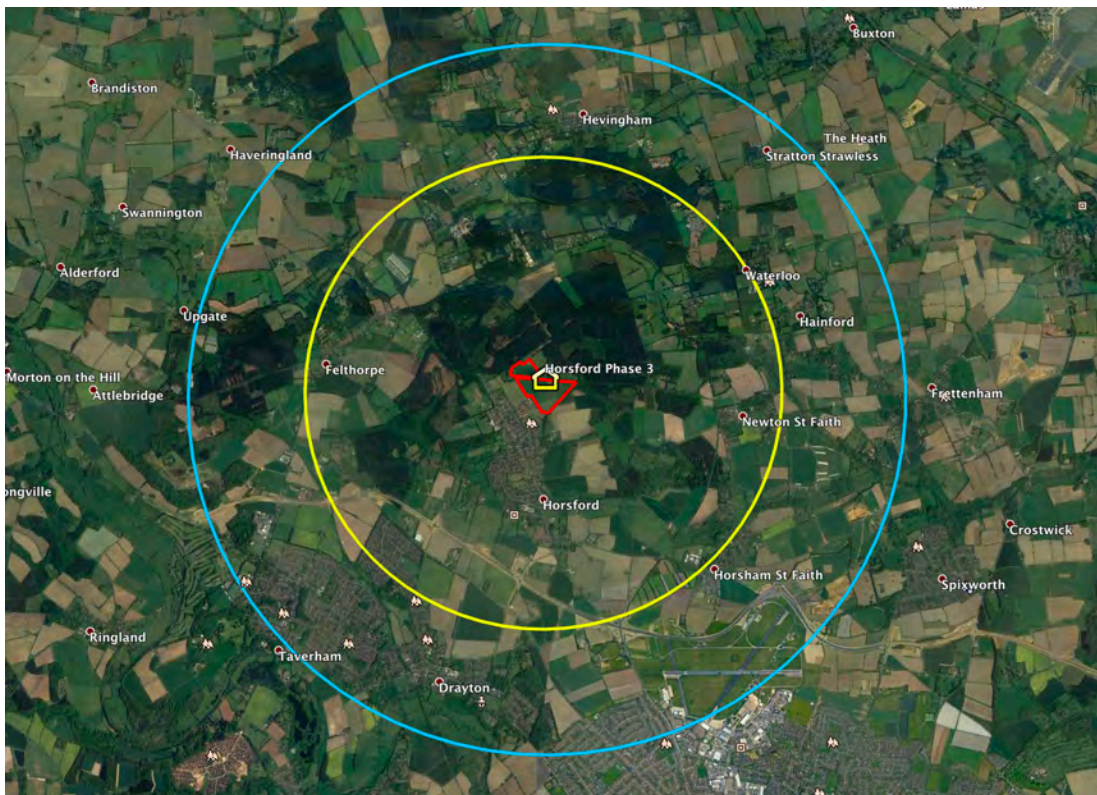 Buxton
Brandiston
Hevingham
The Heath
Haveringland
Stratton Strawless
Swannington
Alderford
Waterloo
Upgate
Hainford
Felthorpe
Horsford Phase 3
Morton on the Hill
Attlebridge
Frettenham
Newton St Faith
ongville
Horsford
Crostwick
Horsham St Faith
Spixworth
Ringland
Taverham
Drayton